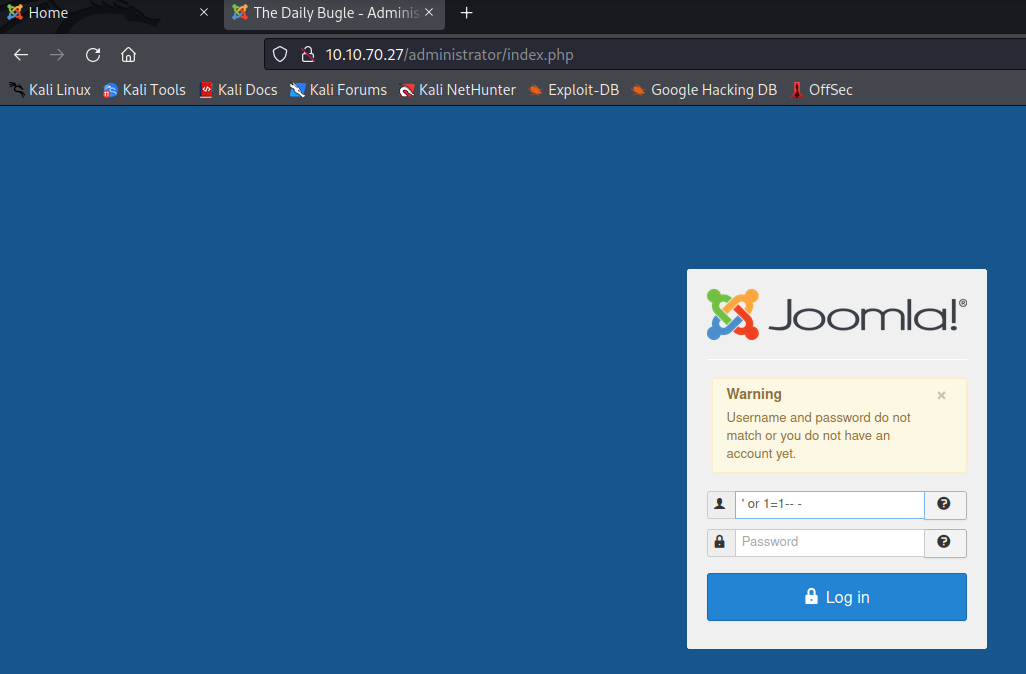 Home
The Daily Bugle - Adminis
10.10.70.27/administrator/index.php
Kali Linux Kali Tools Kali Docs Kali Forums Kali NetHunter Exploit-DB Google Hacking DB OffSec
Joomla!®
Warning
Username and password do not
match or you do not have an
account yet.
' or 1=1-- -
Password
Log in